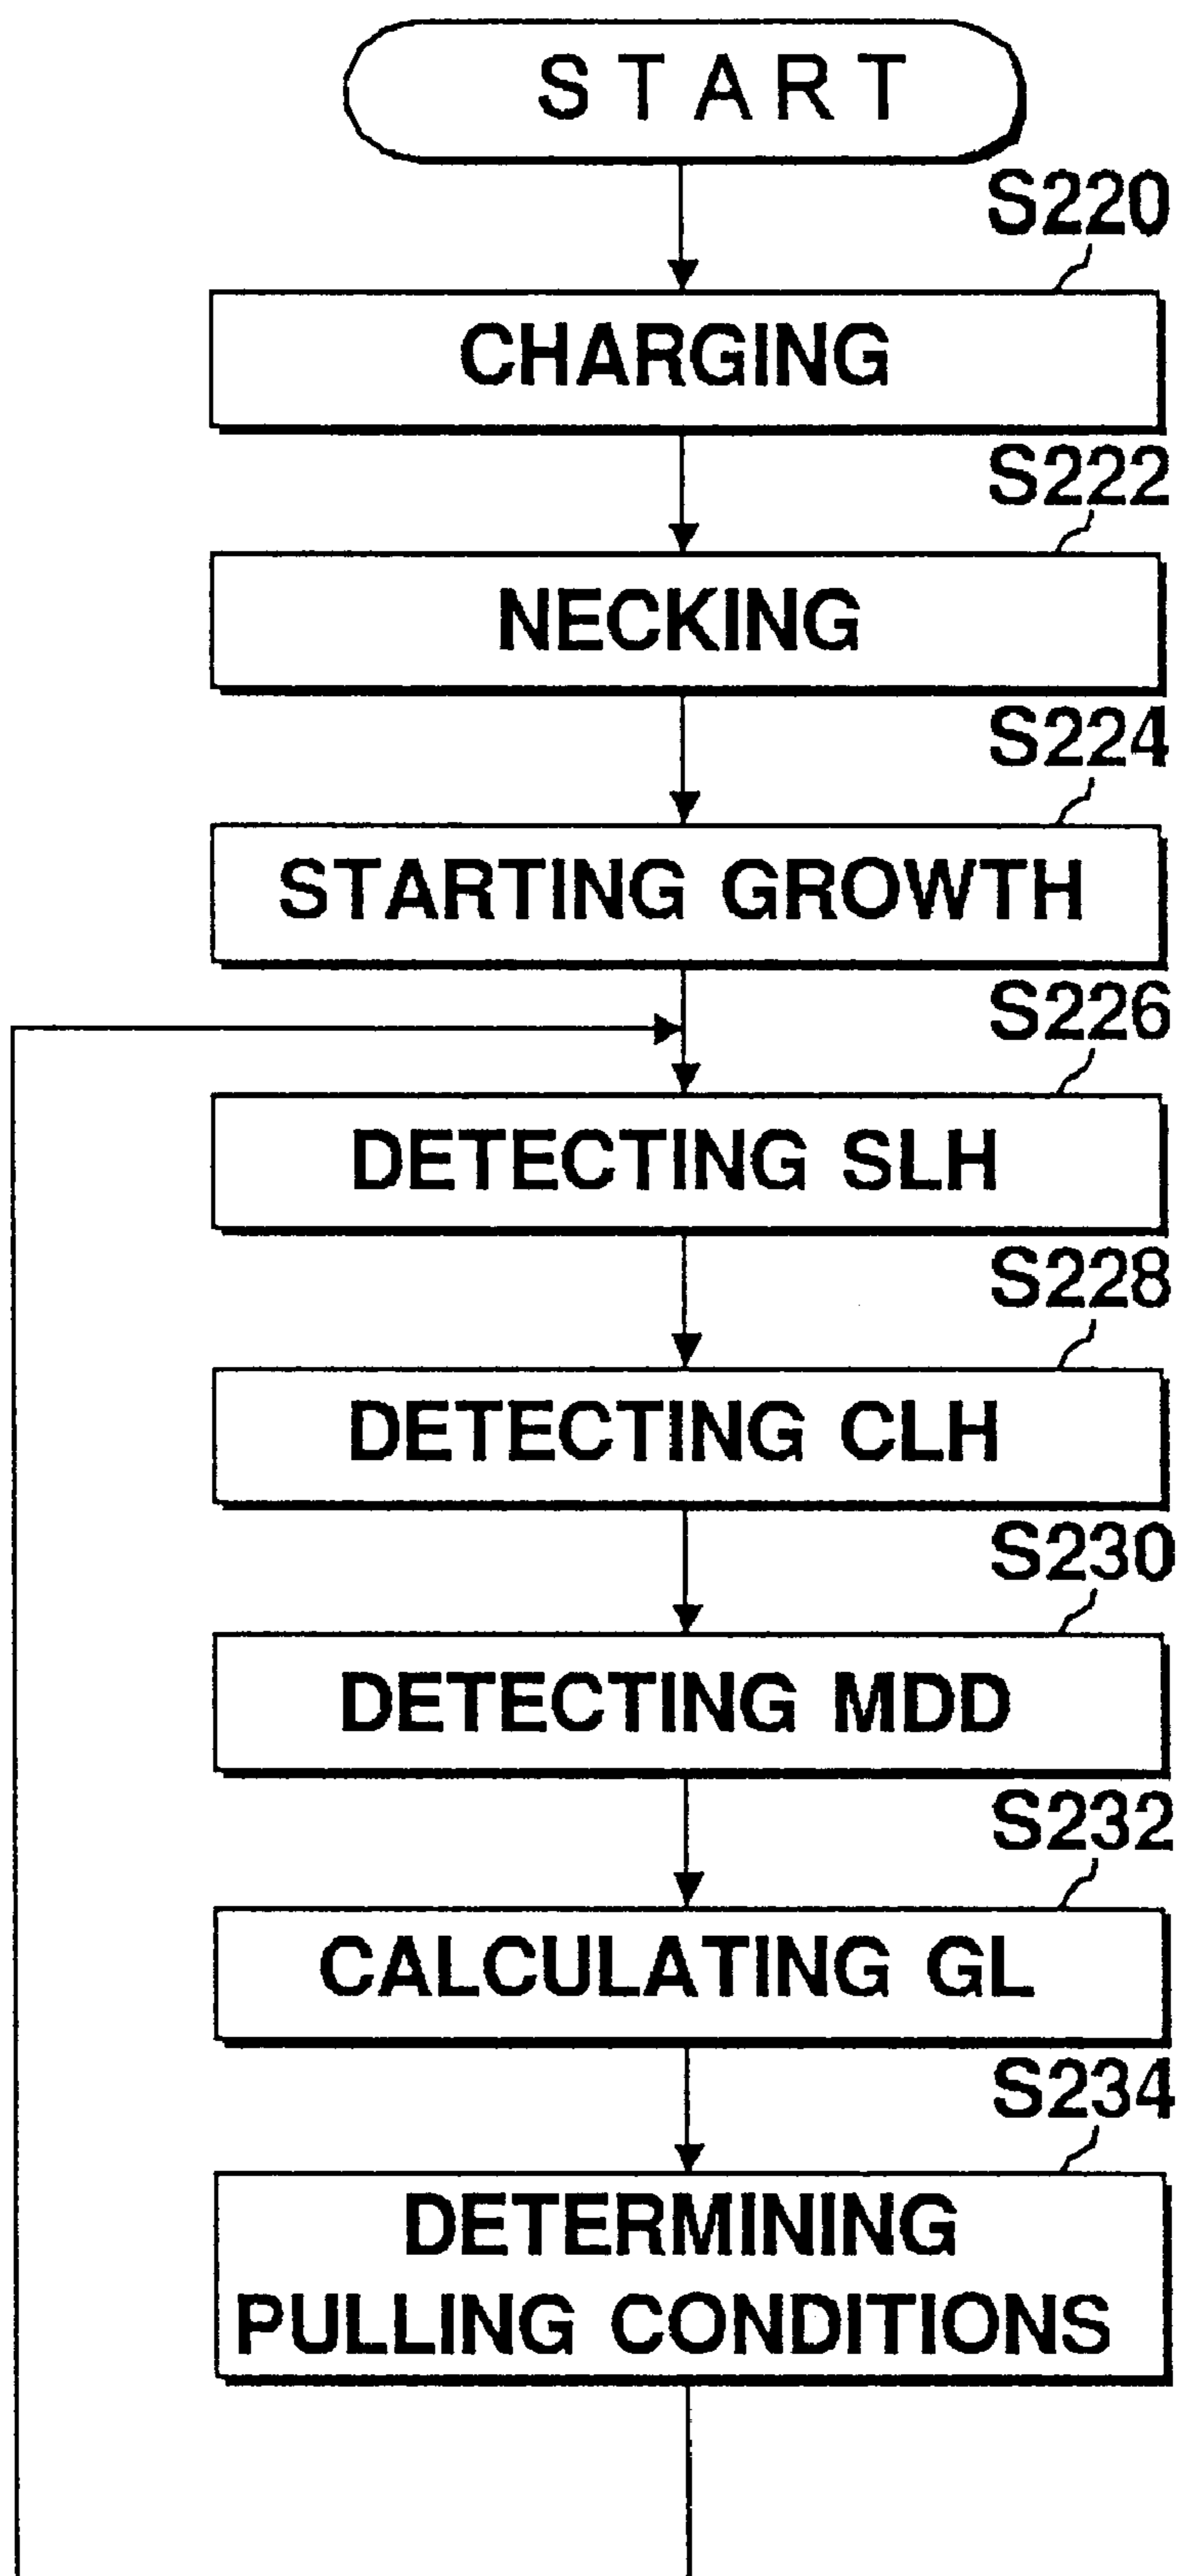 START
S220
CHARGING
S222
NECKING
S224
STARTING GROWTH
S226
DETECTING SLH
S228
DETECTING CLH
S230
DETECTING MDD
S232
CALCULATING GL
S234
DETERMINING
PULLING CONDITIONS